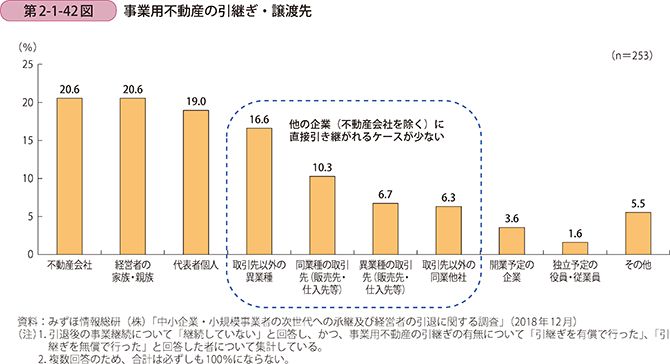 第2-1-42図 事業用不動産の引継ぎ・譲渡先
(%)
(n=253)
25
20
15
10
5
0
20.6
20.6
19.0
16.6
10.3
6.7
6.3
3.6
1.6
5.5
他の企業（不動産会社を除く）に
直接引き継がれるケースが少ない
不動産会社
経営者の
家族・親族
代表者個人
取引先以外の
異業種
同業種の取引
先（販売先・
仕入先等）
異業種の取引
先（販売先・
仕入先等）
取引先以外の
同業他社
開業予定の
企業
独立予定の
役員・従業員
その他
資料：みずほ情報総研（株）「中小企業・小規模事業者の次世代への承継及び経営者の引退に関する調査」（2018年12月）
（注）1. 引退後の事業継続について「継続していない」と回答し、かつ、事業用不動産の引継ぎの有無について「引継ぎを有償で行った」、「引
継ぎを無償で行った」と回答した者について集計している。
2. 複数回答のため、合計は必ずしも100％にならない。